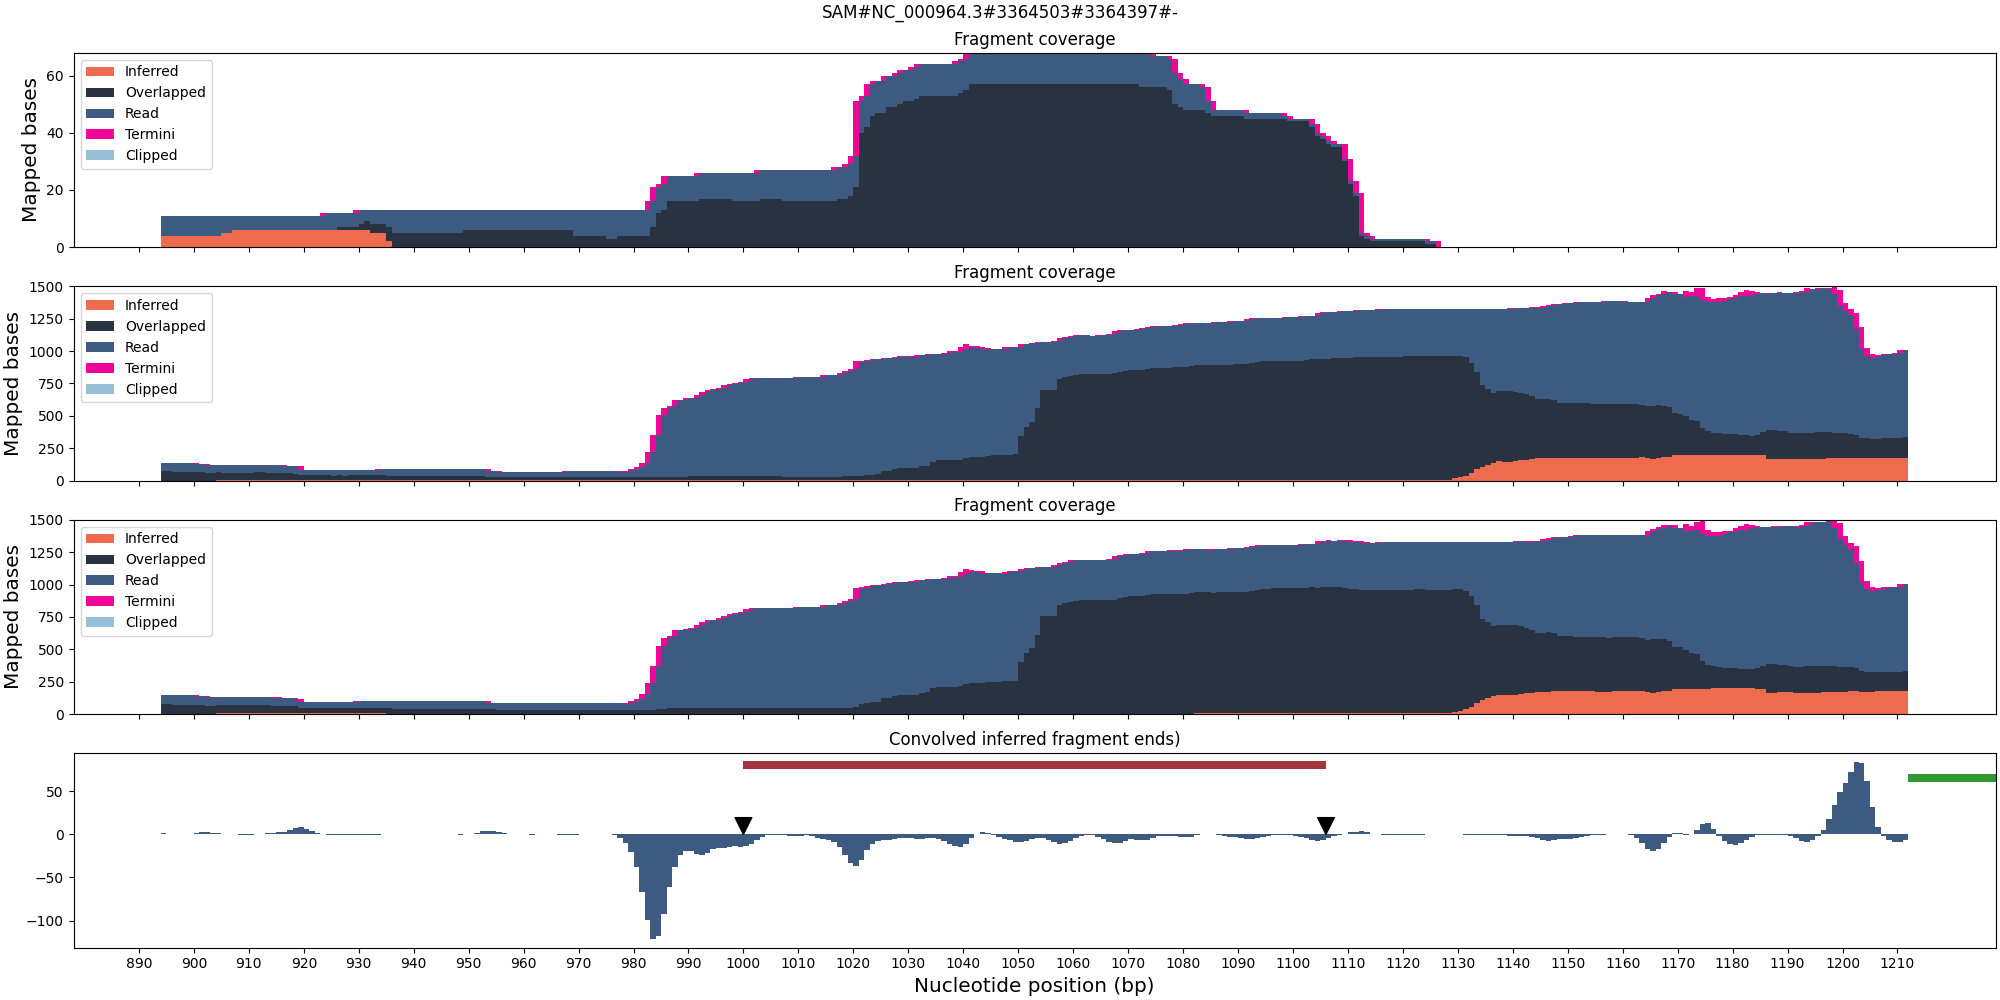 SAM#NC_000964.3#3364503#3364397#-
Fragment coverage
Mapped bases
60
40
20
0
Inferred
Overlapped
Read
Termini
Clipped
Fragment coverage
Mapped bases
1500
1250
1000
750
500
250
0
Inferred
Overlapped
Read
Termini
Clipped
Fragment coverage
Mapped bases
1500
1250
1000
750
500
250
0
Inferred
Overlapped
Read
Termini
Clipped
Convolved inferred fragment ends)
50
0
−50
−100
890 900 910 920 930 940 950 960 970 980 990 1000 1010 1020 1030 1040 1050 1060 1070 1080 1090 1100 1110 1120 1130 1140 1150 1160 1170 1180 1190 1200 1210
Nucleotide position (bp)